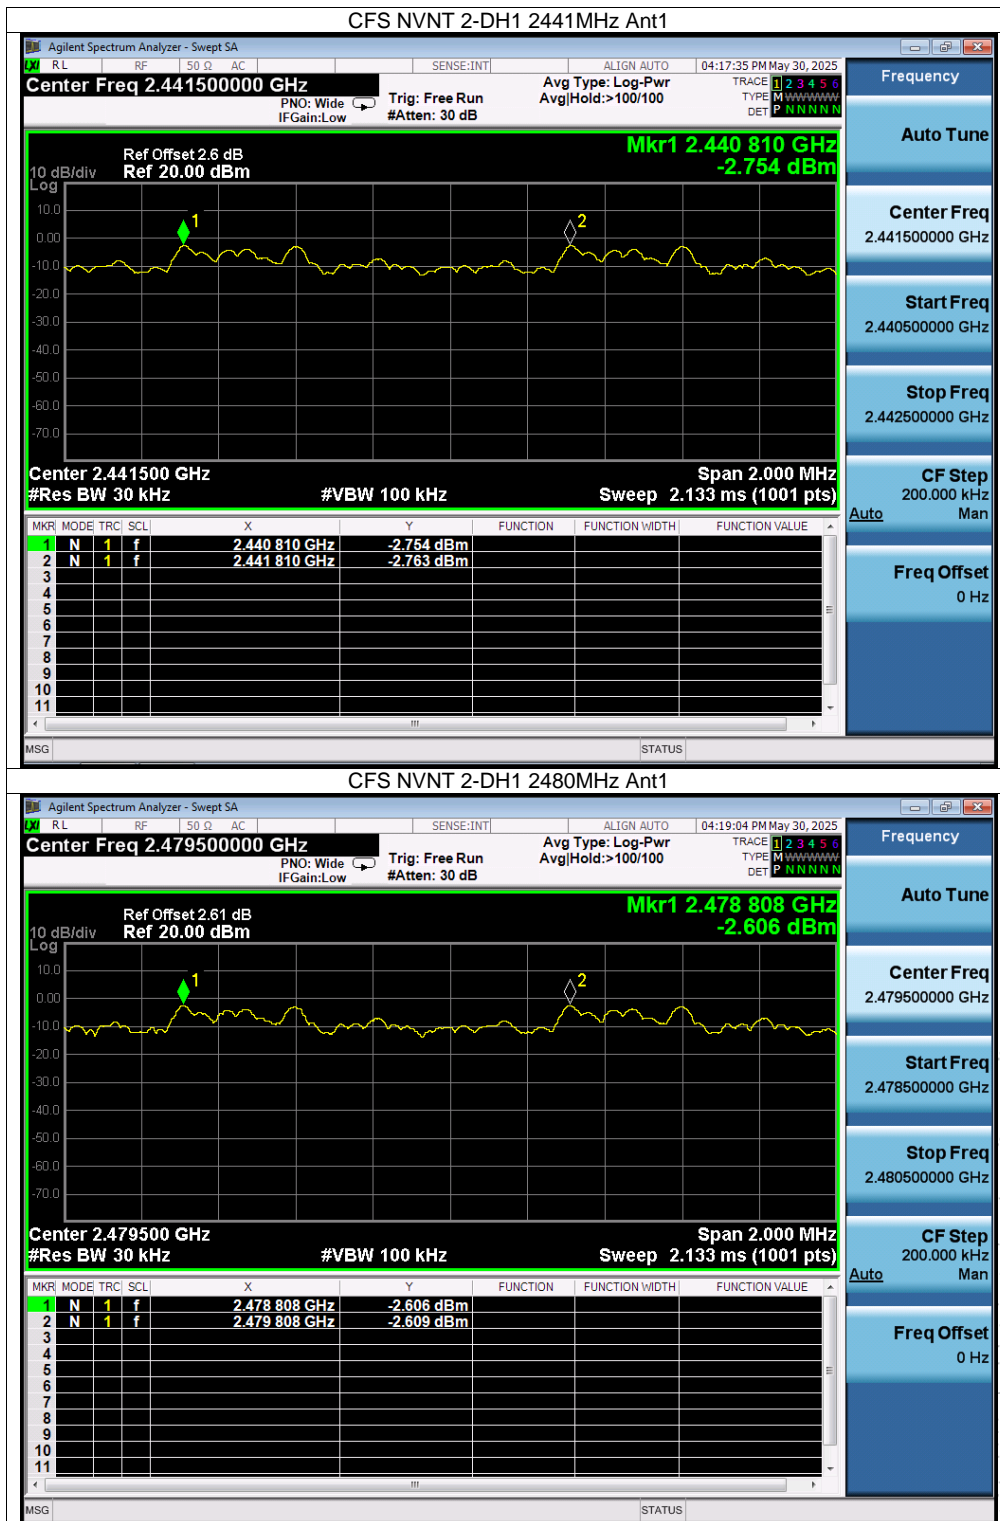 CFS NVNT 2-DH1 2441MHz Ant1
Agilent Spectrum Analyzer - Swept SA
LXI RL RF 50 Ω AC SENSE:INT ALIGN AUTO 04:17:35 PM May 30, 2025
Center Freq 2.441500000 GHz
PNO: Wide
IFGain:Low
Trig: Free Run
#Atten: 30 dB
Avg Type: Log-Pwr
Avg|Hold:>100/100
TRACE 1 2 3 4 5 6
TYPE M WWWWW
DET P N N N N N
Frequency
Auto Tune
Center Freq
2.441500000 GHz
Start Freq
2.440500000 GHz
Stop Freq
2.442500000 GHz
CF Step
200.000 kHz
Auto Man
Freq Offset
0 Hz
Mkr1 2.440 810 GHz
-2.754 dBm
Ref Offset 2.6 dB
10 dB/div Ref 20.00 dBm
Log
10.0
0.00
-10.0
-20.0
-30.0
-40.0
-50.0
-60.0
-70.0
1
2
Center 2.441500 GHz Span 2.000 MHz
#Res BW 30 kHz #VBW 100 kHz Sweep 2.133 ms (1001 pts)
MKR MODE TRC SCL X Y FUNCTION FUNCTION WIDTH FUNCTION VALUE
1 N 1 f 2.440 810 GHz -2.754 dBm
2 N 1 f 2.441 810 GHz -2.763 dBm
3
4
5
6
7
8
9
10
11
MSG STATUS
CFS NVNT 2-DH1 2480MHz Ant1
Agilent Spectrum Analyzer - Swept SA
LXI RL RF 50 Ω AC SENSE:INT ALIGN AUTO 04:19:04 PM May 30, 2025
Center Freq 2.479500000 GHz
PNO: Wide
IFGain:Low
Trig: Free Run
#Atten: 30 dB
Avg Type: Log-Pwr
Avg|Hold:>100/100
TRACE 1 2 3 4 5 6
TYPE M WWWWW
DET P N N N N N
Frequency
Auto Tune
Center Freq
2.479500000 GHz
Start Freq
2.478500000 GHz
Stop Freq
2.480500000 GHz
CF Step
200.000 kHz
Auto Man
Freq Offset
0 Hz
Mkr1 2.478 808 GHz
-2.606 dBm
Ref Offset 2.61 dB
10 dB/div Ref 20.00 dBm
Log
10.0
0.00
-10.0
-20.0
-30.0
-40.0
-50.0
-60.0
-70.0
1
2
Center 2.479500 GHz Span 2.000 MHz
#Res BW 30 kHz #VBW 100 kHz Sweep 2.133 ms (1001 pts)
MKR MODE TRC SCL X Y FUNCTION FUNCTION WIDTH FUNCTION VALUE
1 N 1 f 2.478 808 GHz -2.606 dBm
2 N 1 f 2.479 808 GHz -2.609 dBm
3
4
5
6
7
8
9
10
11
MSG STATUS